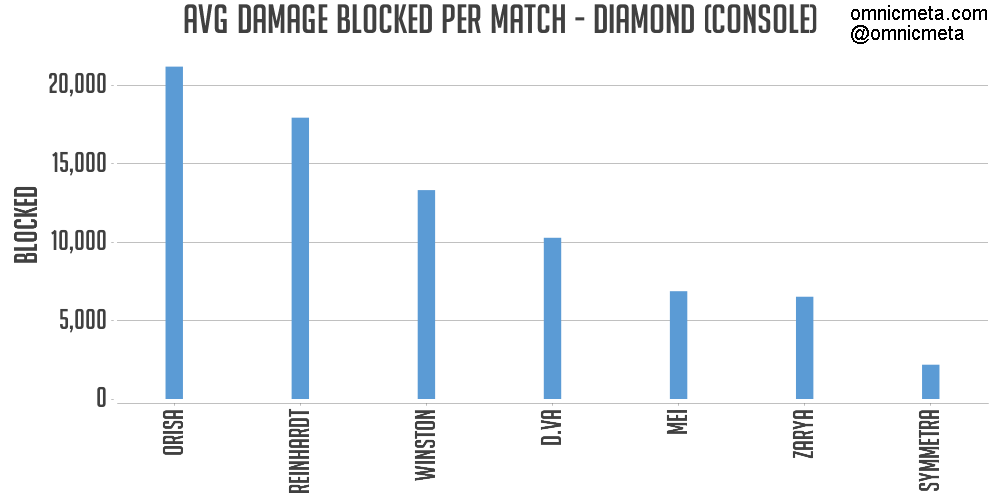 AVG DAMAGE BLOCKED PER MATCH - DIAMOND (CONSOLE)
omnicmeta.com
@omnicmeta
BLOCKED
20,000
15,000
10,000
5,000
0
ORISA
REINHARDT
WINSTON
D.VA
MEI
ZARYA
SYMMETRA